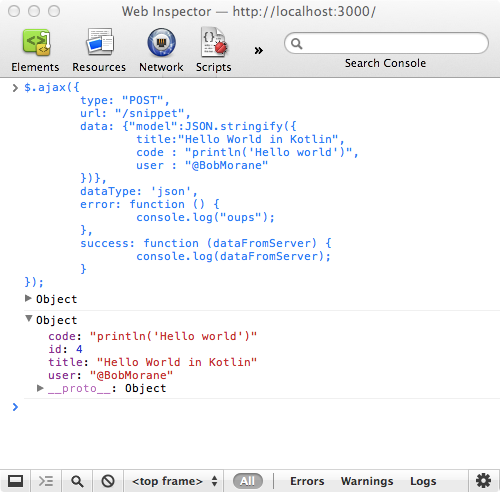 Web Inspector — http://localhost:3000/
Elements Resources Network Scripts » Search Console
> $.ajax({
type: "POST",
url: "/snippet",
data: {"model":JSON.stringify({
title:"Hello World in Kotlin",
code : "println('Hello world')",
user : "@BobMorane"
})},
dataType: 'json',
error: function () {
console.log("oups");
},
success: function (dataFromServer) {
console.log(dataFromServer);
}
});
Object
Object
code: "println('Hello world')"
id: 4
title: "Hello World in Kotlin"
user: "@BobMorane"
__proto__: Object
>
<top frame> All Errors Warnings Logs